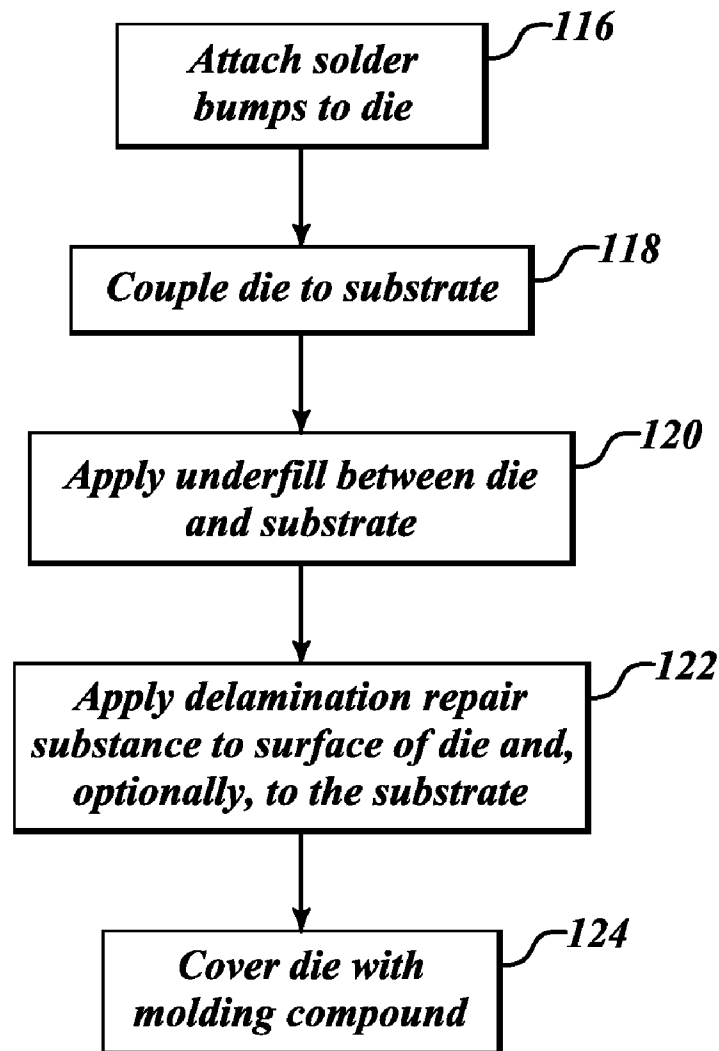 116
Attach solder
bumps to die
118
Couple die to substrate
120
Apply underfill between die
and substrate
122
Apply delamination repair
substance to surface of die and,
optionally, to the substrate
124
Cover die with
molding compound